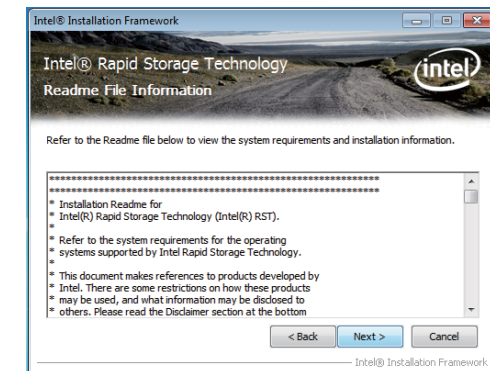 Intel® Installation Framework
Intel® Rapid Storage Technology
Readme File Information
intel
Refer to the Readme file below to view the system requirements and installation information.
************************************************************
************************************************************
* Installation Readme for
* Intel(R) Rapid Storage Technology (Intel(R) RST).
*
* Refer to the system requirements for the operating
* systems supported by Intel Rapid Storage Technology.
*
* This document makes references to products developed by
* Intel. There are some restrictions on how these products
* may be used, and what information may be disclosed to
* others. Please read the Disclaimer section at the bottom
< Back Next > Cancel
Intel® Installation Framework